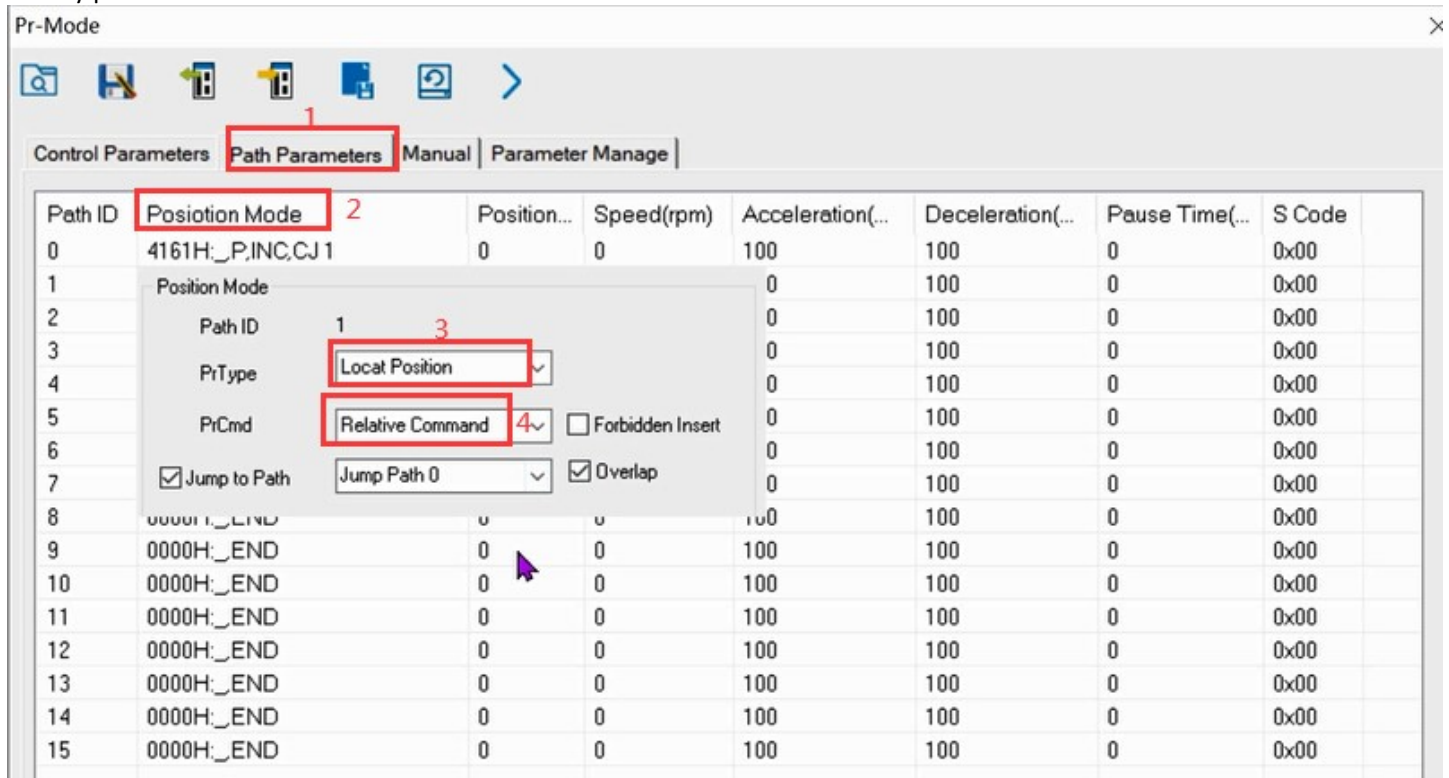 Pr-Mode
1
Control Parameters Path Parameters Manual Parameter Manage
Path ID Posiotion Mode 2 Position... Speed(rpm) Acceleration(... Deceleration(... Pause Time(... S Code
0 4161H:_P,INC,CJ 1 0 0 100 100 0 0x00
1 Position Mode 0 100 0 0x00
2 Path ID 1 3 0 100 0 0x00
3 0 100 0 0x00
PrType Locat Position
4 0 100 0 0x00
5 PrCmd Relative Command 4 Forbidden Insert 0 100 0 0x00
6 0 100 0 0x00
7 Jump to Path Jump Path 0 Overlap 0 100 0 0x00
8 0000H:_END 0 0 100 100 0 0x00
9 0000H:_END 0 0 100 100 0 0x00
10 0000H:_END 0 0 100 100 0 0x00
11 0000H:_END 0 0 100 100 0 0x00
12 0000H:_END 0 0 100 100 0 0x00
13 0000H:_END 0 0 100 100 0 0x00
14 0000H:_END 0 0 100 100 0 0x00
15 0000H:_END 0 0 100 100 0 0x00